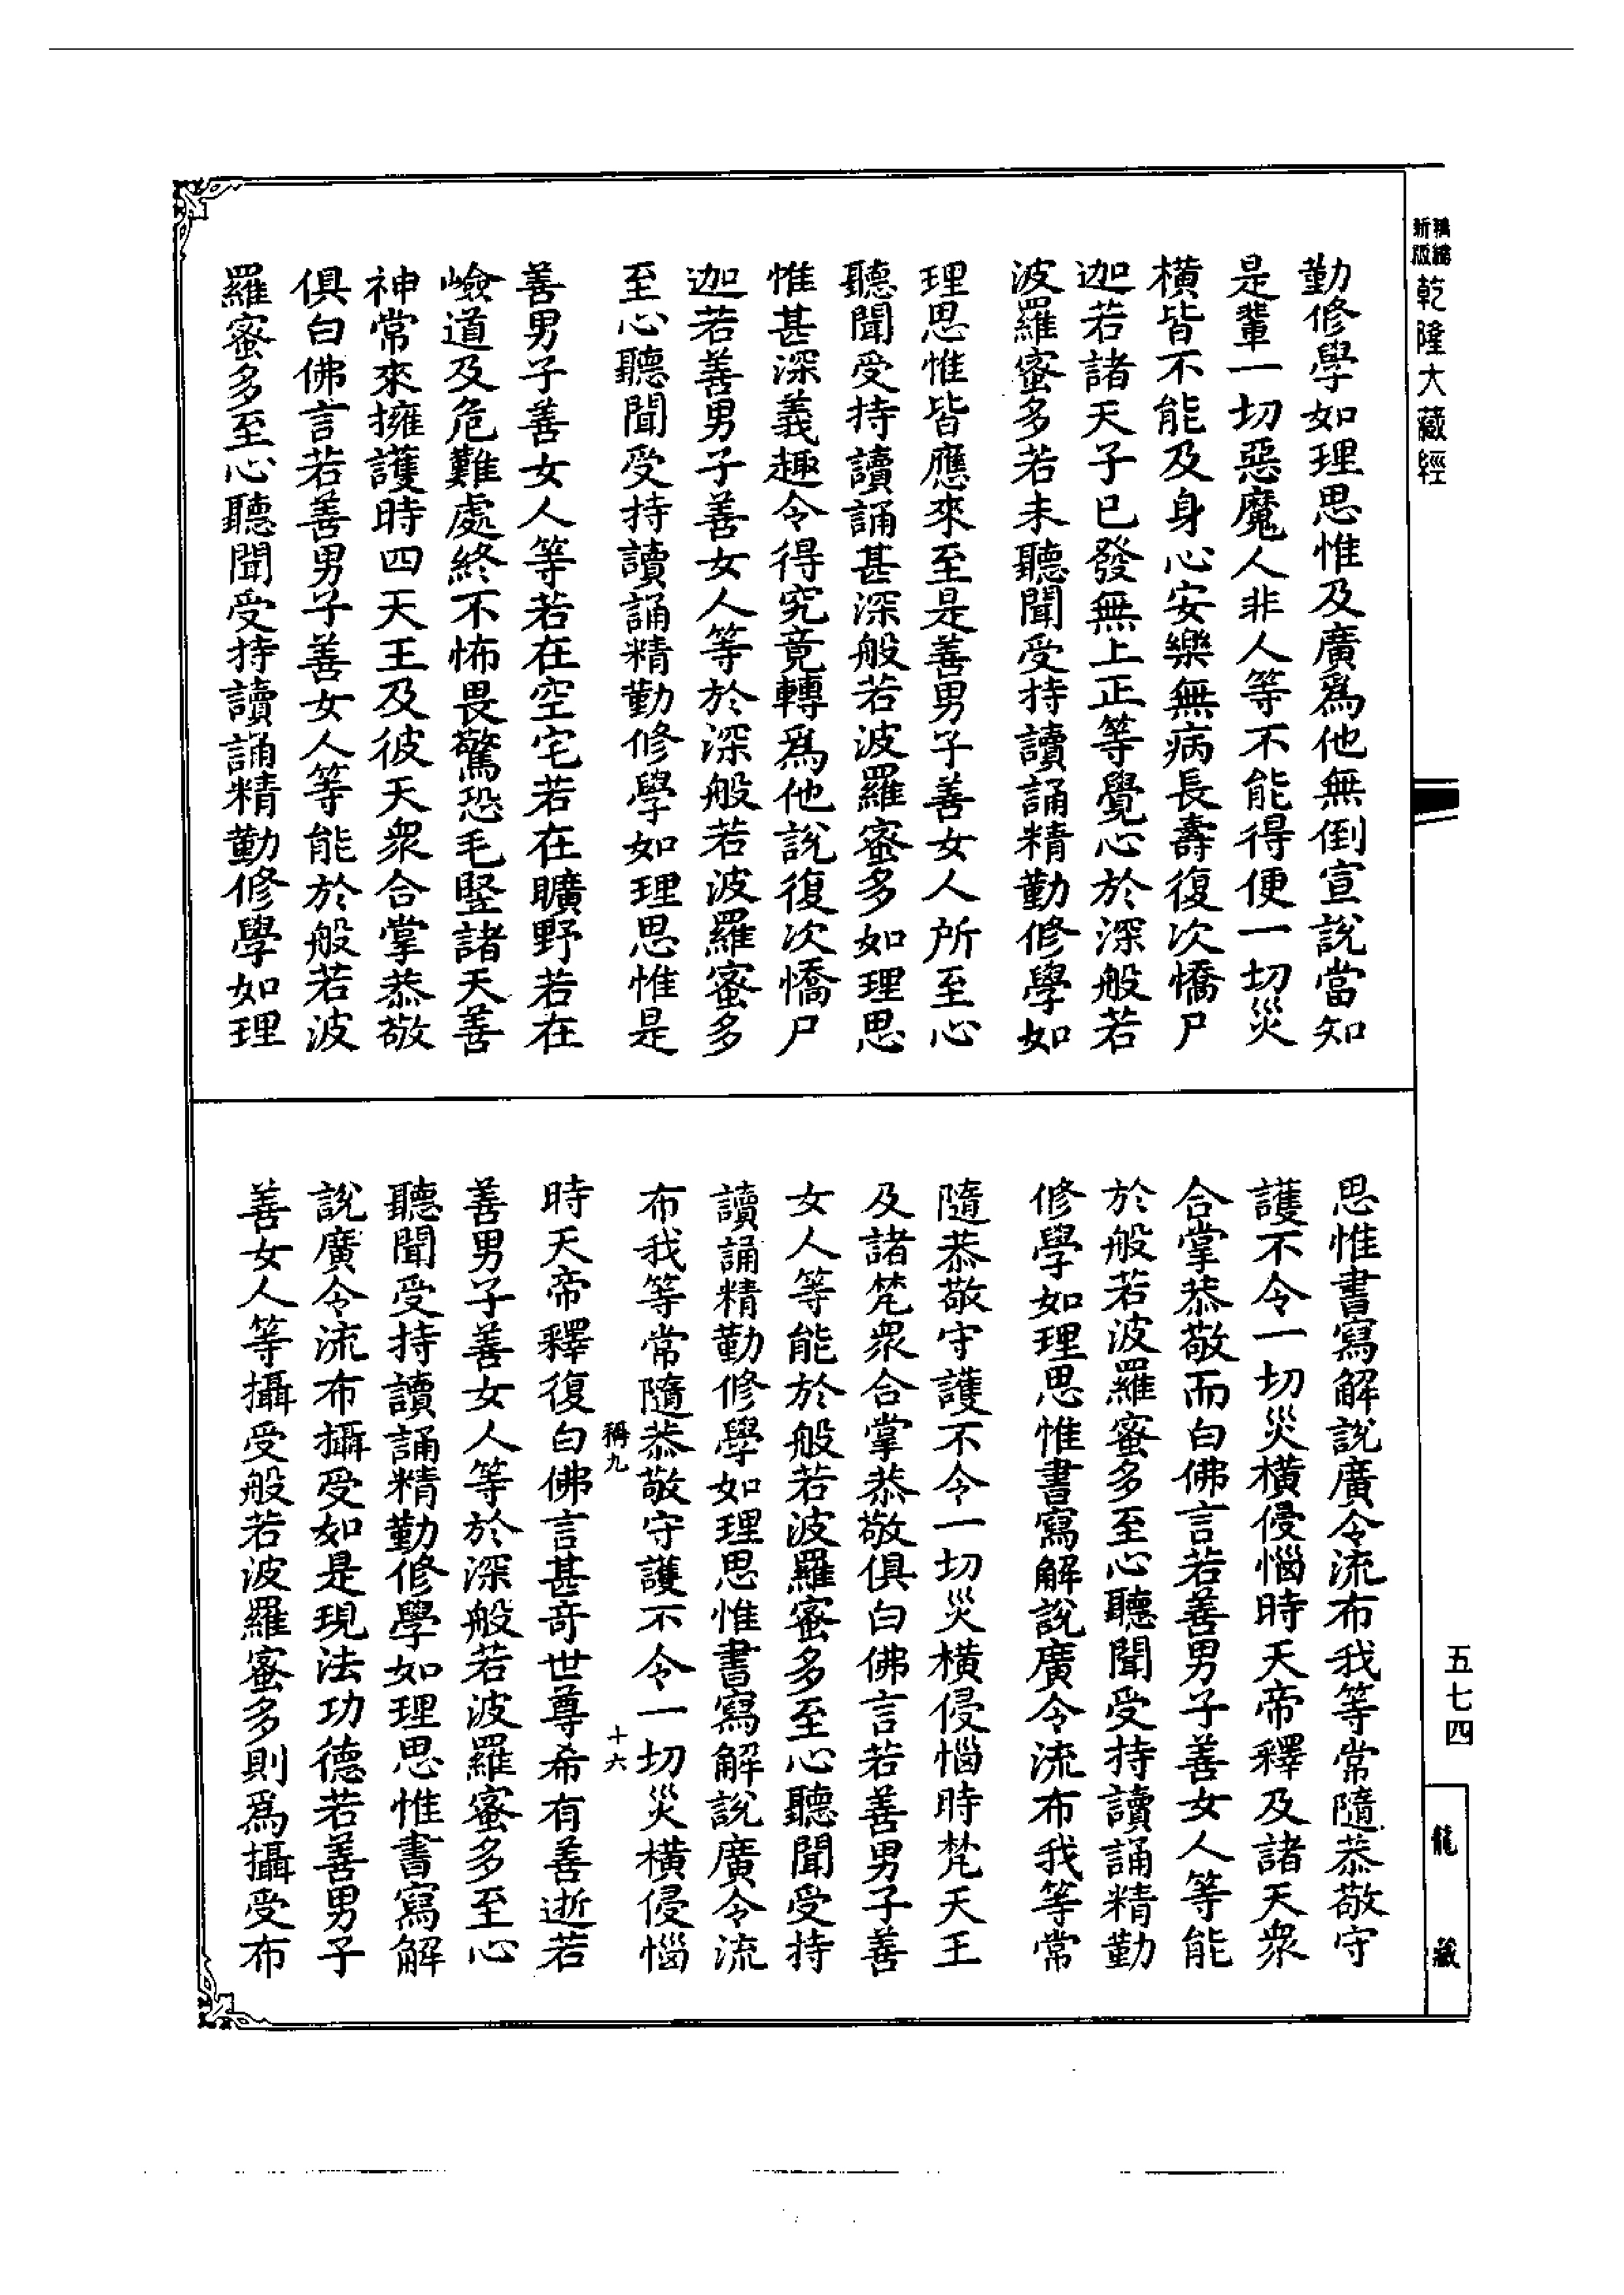 新版
精編
乾隆大藏經
勤修學如理思惟及廣爲他無倒宣說當知
是輩一切惡魔人非人等不能得便一切災
橫皆不能及身心安樂無病長壽復次憍尸
迦若諸天子已發無上正等覺心於深般若
波羅蜜多若未聽聞受持讀誦精勤修學如
理思惟皆應來至是善男子善女人所至心
聽聞受持讀誦甚深般若波羅蜜多如理思
惟甚深義趣令得究竟轉爲他說復次憍尸
迦若善男子善女人等於深般若波羅蜜多
至心聽聞受持讀誦精勤修學如理思惟是
善男子善女人等若在空宅若在曠野若在
嶮道及危難處終不怖畏驚恐毛豎諸天善
神常來擁護時四天王及彼天衆合掌恭敬
俱白佛言若善男子善女人等能於般若波
羅蜜多至心聽聞受持讀誦精勤修學如理
思惟書寫解說廣令流布我等常隨恭敬守
護不令一切災橫侵惱時天帝釋及諸天衆
合掌恭敬而白佛言若善男子善女人等能
於般若波羅蜜多至心聽聞受持讀誦精勤
修學如理思惟書寫解說廣令流布我等常
隨恭敬守護不令一切災橫侵惱時梵天王
及諸梵衆合掌恭敬俱白佛言若善男子善
女人等能於般若波羅蜜多至心聽聞受持
讀誦精勤修學如理思惟書寫解說廣令流
布我等常隨恭敬守護不令一切災橫侵惱
稱九
十六
時天帝釋復白佛言甚奇世尊希有善逝若
善男子善女人等於深般若波羅蜜多至心
聽聞受持讀誦精勤修學如理思惟書寫解
說廣令流布攝受如是現法功德若善男子
善女人等攝受般若波羅蜜多則爲攝受布
五七四
龍藏